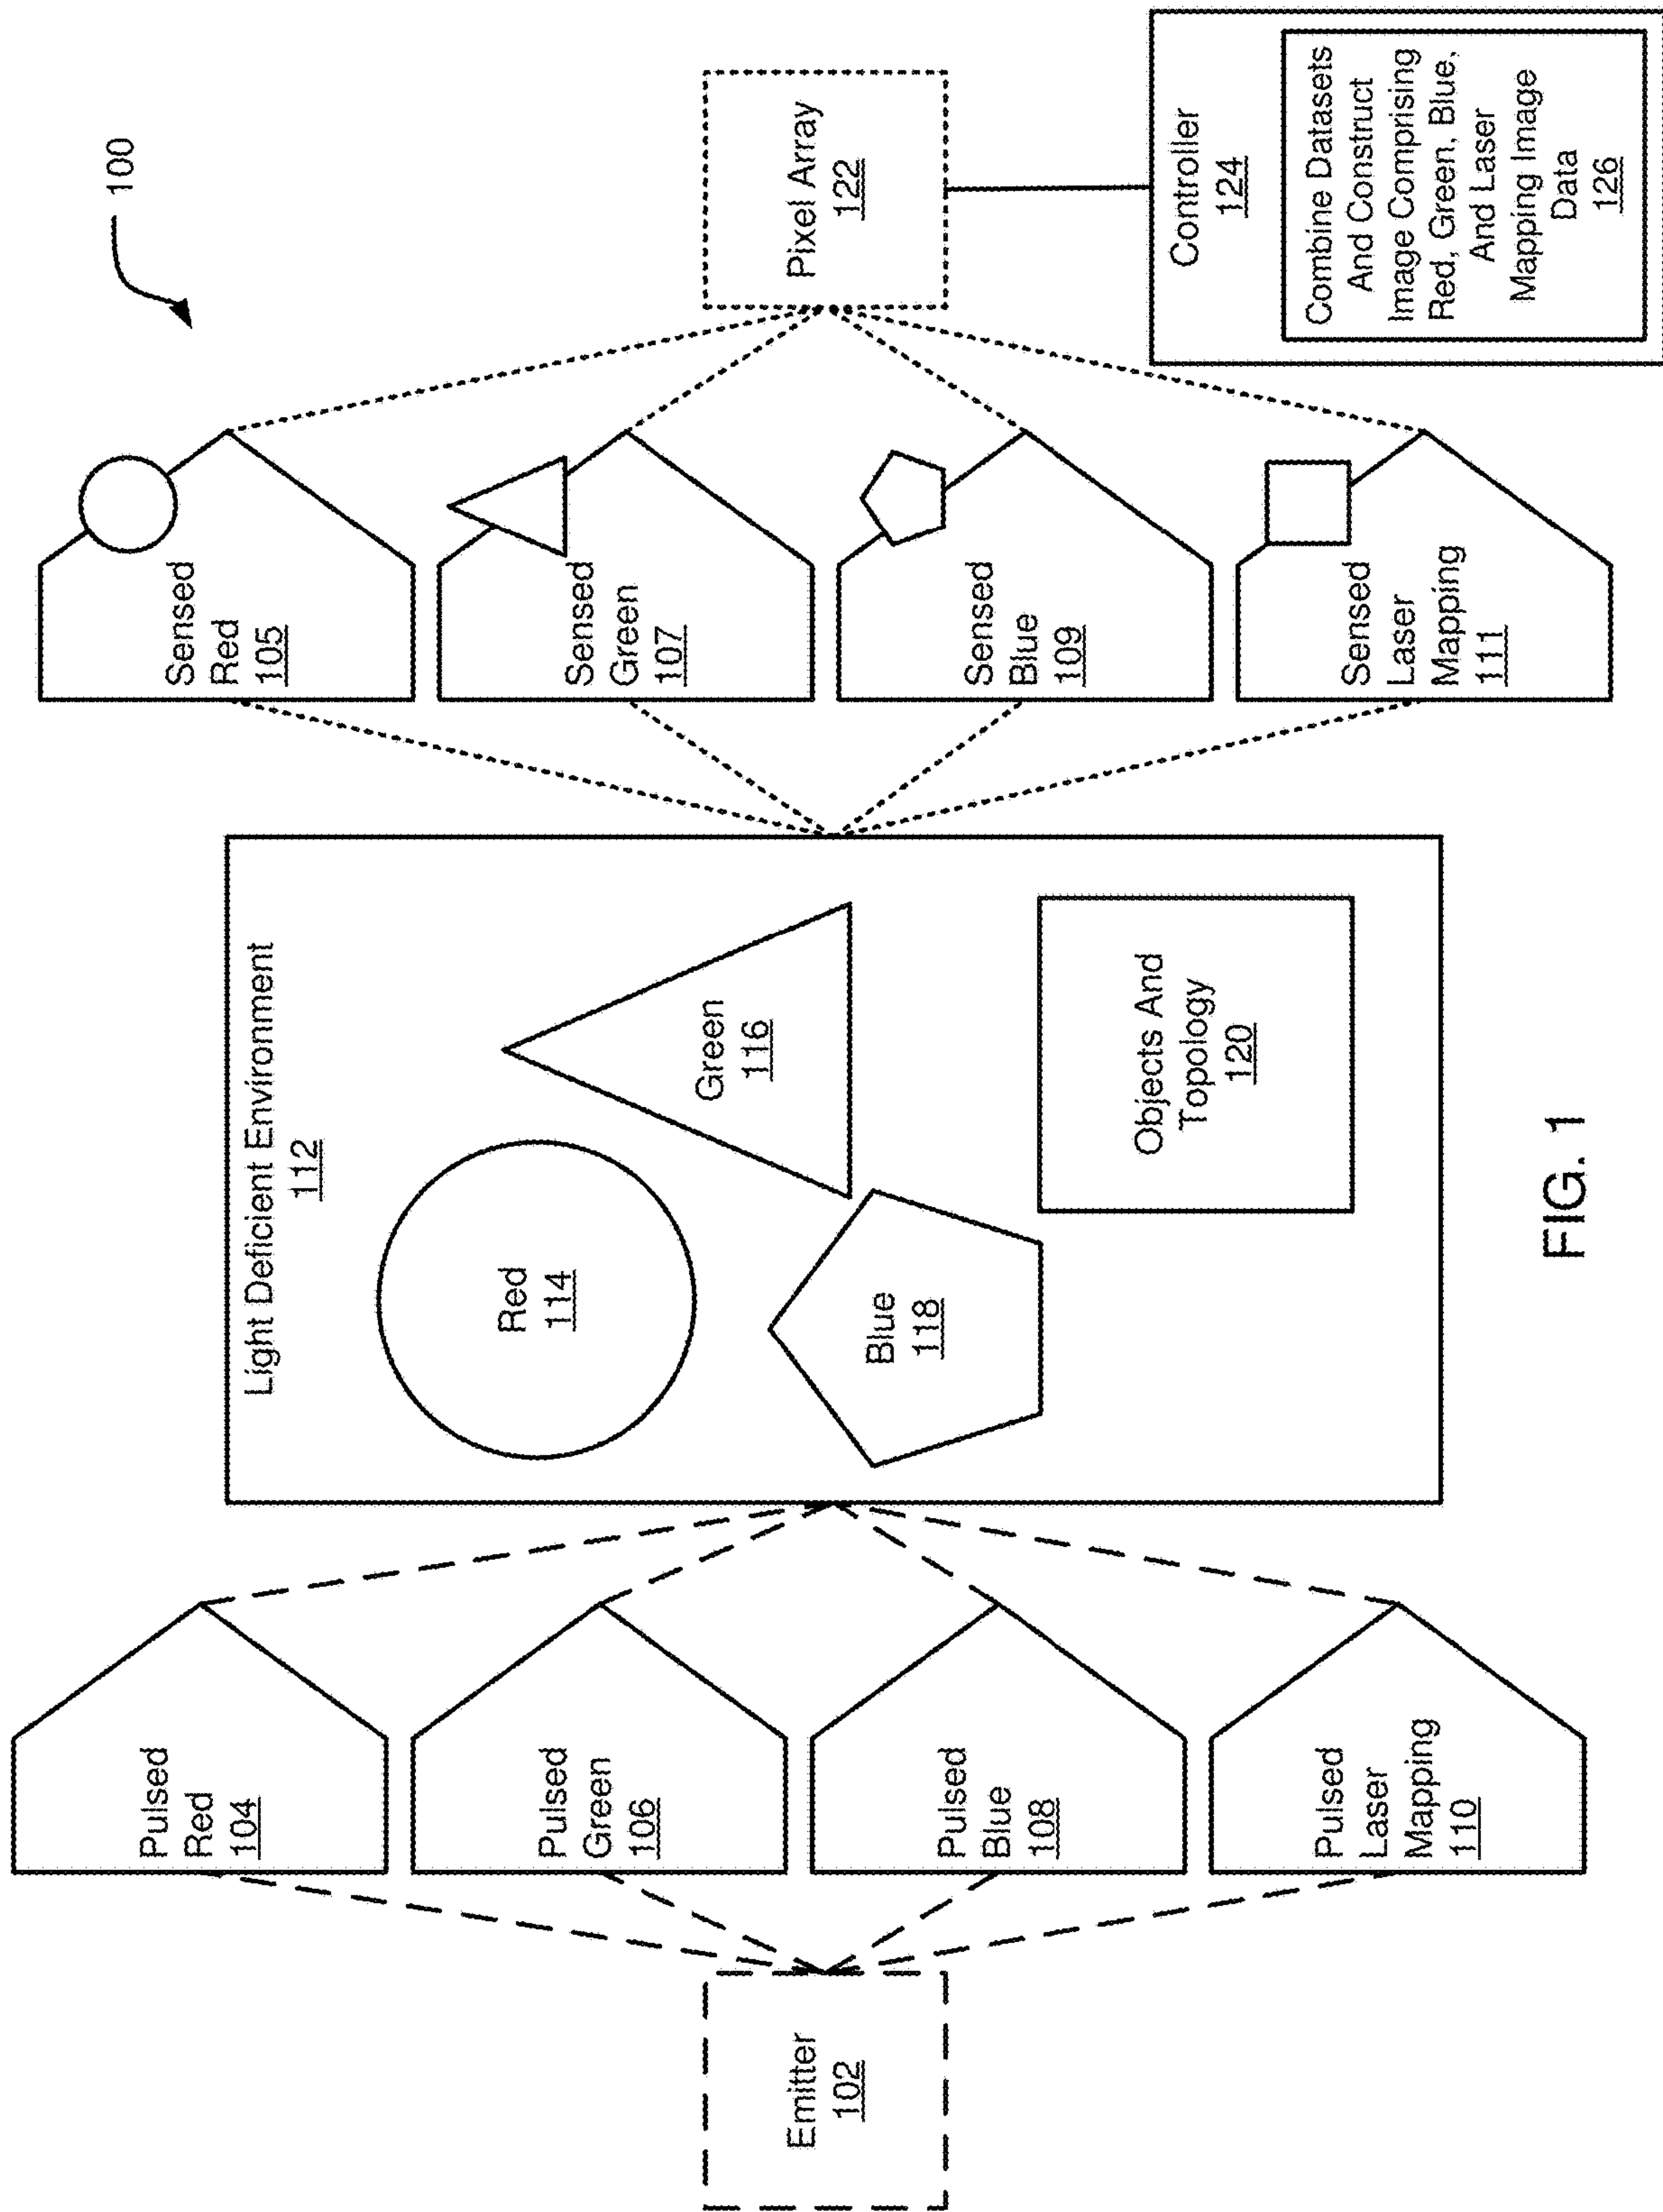 100
Emitter
102
Pulsed
Red
104
Pulsed
Green
106
Pulsed
Blue
108
Pulsed
Laser
Mapping
110
Light Deficient Environment
112
Red
114
Green
116
Blue
118
Objects And
Topology
120
Sensed
Red
105
Sensed
Green
107
Sensed
Blue
109
Sensed
Laser
Mapping
111
Pixel Array
122
Controller
124
Combine Datasets
And Construct
Image Comprising
Red, Green, Blue,
And Laser
Mapping Image
Data
126
FIG. 1